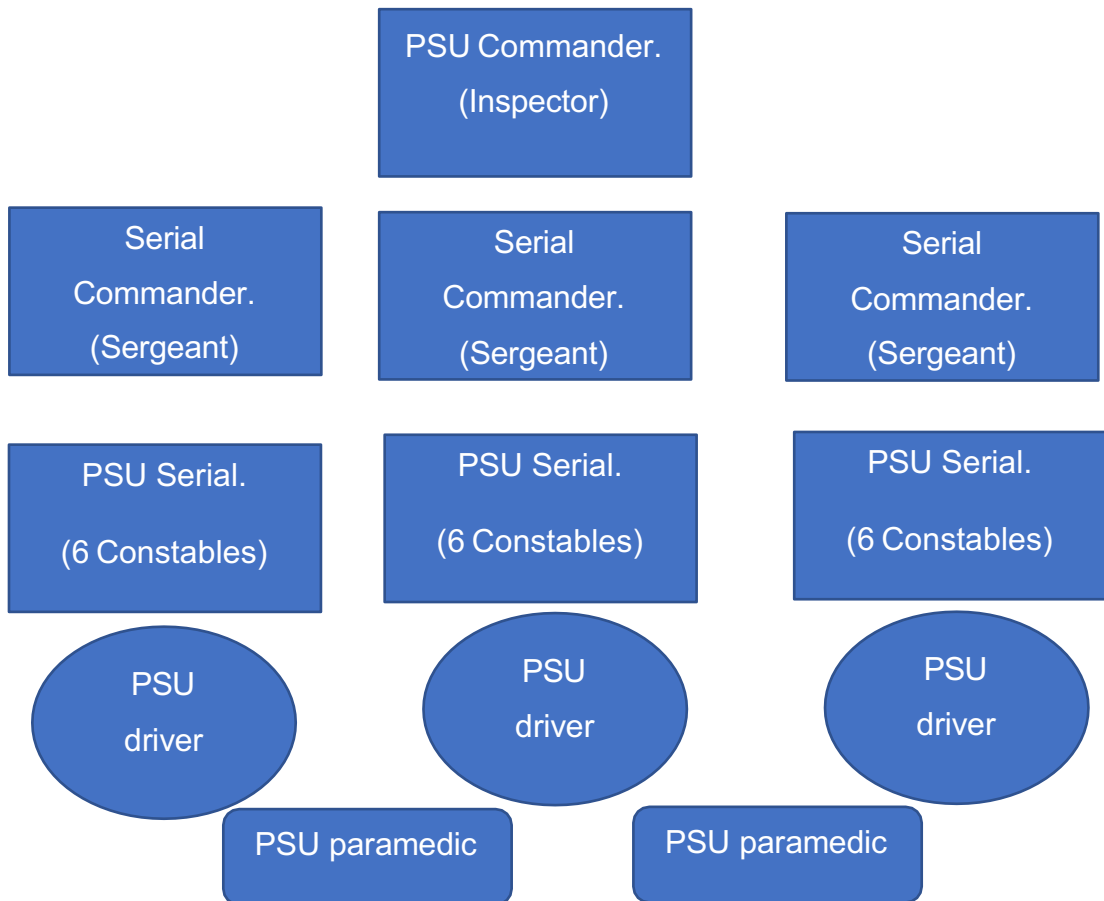 PSU Commander.
(Inspector)
Serial
Commander.
(Sergeant)
Serial
Commander.
(Sergeant)
Serial
Commander.
(Sergeant)
PSU Serial.
(6 Constables)
PSU Serial.
(6 Constables)
PSU Serial.
(6 Constables)
PSU
driver
PSU
driver
PSU
driver
PSU paramedic
PSU paramedic